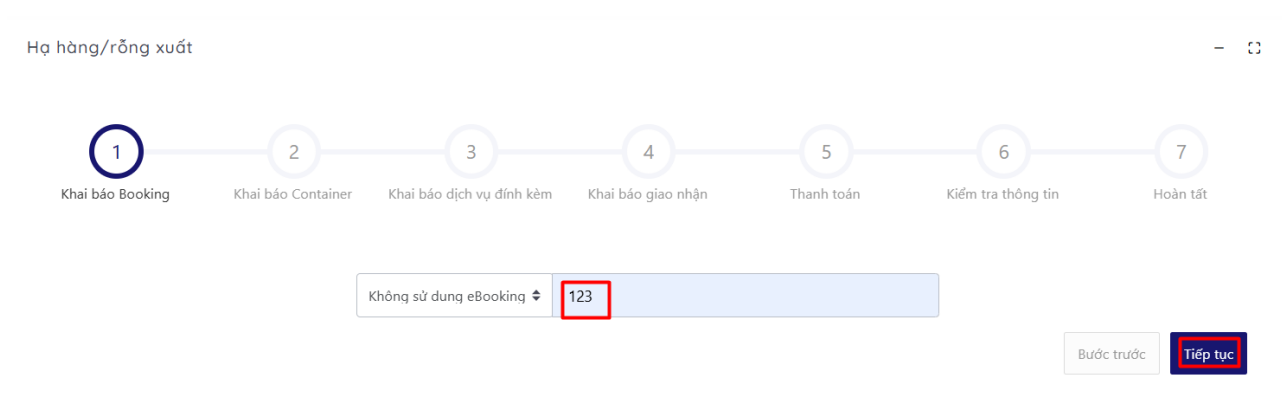 Hạ hàng/rỗng xuất
1 2 3 4 5 6 7
Khai báo Booking Khai báo Container Khai báo dịch vụ đính kèm Khai báo giao nhận Thanh toán Kiểm tra thông tin Hoàn tất
Không sử dung eBooking 123
Bước trước Tiếp tục